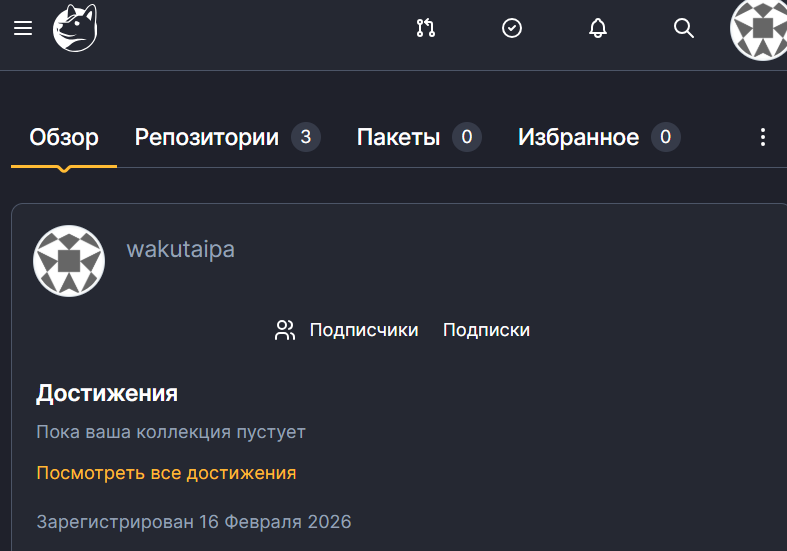 Обзор Репозитории 3 Пакеты 0 Избранное 0
wakutaipa
Подписчики Подписки
Достижения
Пока ваша коллекция пустует
Посмотреть все достижения
Зарегистрирован 16 Февраля 2026